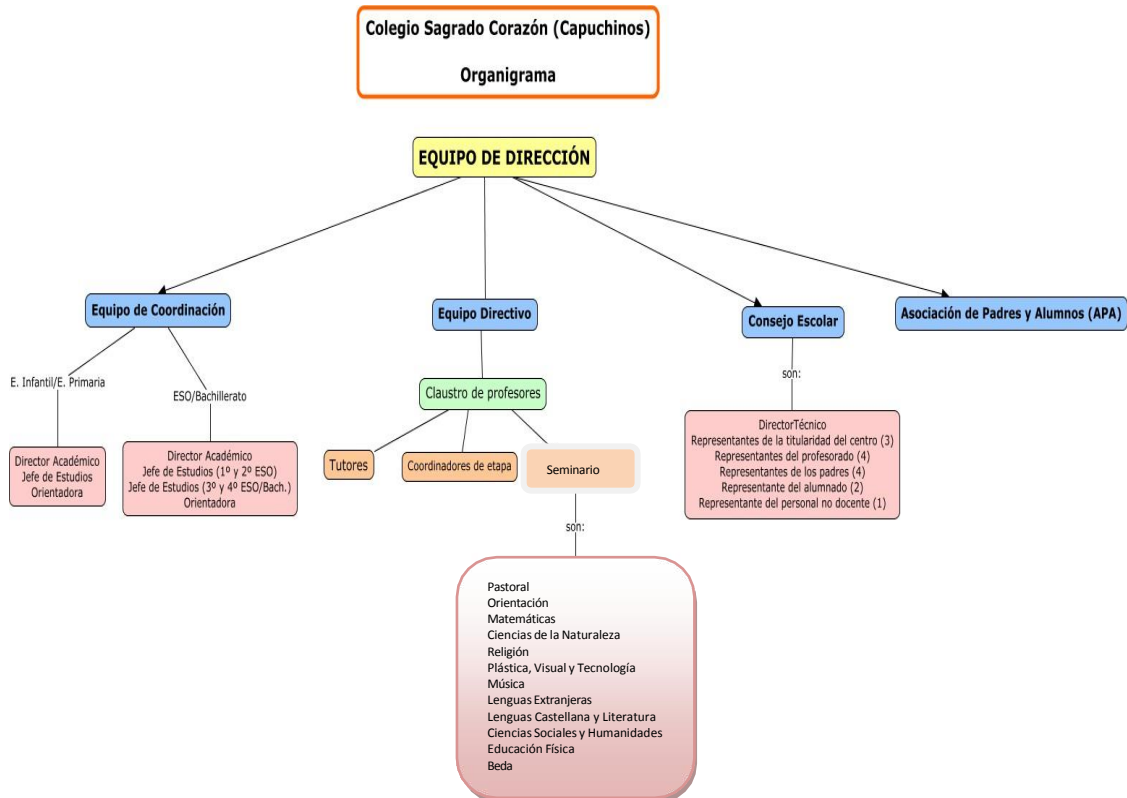 Colegio Sagrado Corazón (Capuchinos)
Organigrama
EQUIPO DE DIRECCIÓN
Equipo de Coordinación
Equipo Directivo
Consejo Escolar
Asociación de Padres y Alumnos (APA)
E. Infantil/E. Primaria
ESO/Bachillerato
Director Académico
Jefe de Estudios
Orientadora
Director Académico
Jefe de Estudios (1º y 2º ESO)
Jefe de Estudios (3º y 4º ESO/Bach.)
Orientadora
Claustro de profesores
Tutores
Coordinadores de etapa
Seminario
son:
Pastoral
Orientación
Matemáticas
Ciencias de la Naturaleza
Religión
Plástica, Visual y Tecnología
Música
Lenguas Extranjeras
Lenguas Castellana y Literatura
Ciencias Sociales y Humanidades
Educación Física
Beda
son:
DirectorTécnico
Representantes de la titularidad del centro (3)
Representantes del profesorado (4)
Representantes de los padres (4)
Representante del alumnado (2)
Representante del personal no docente (1)